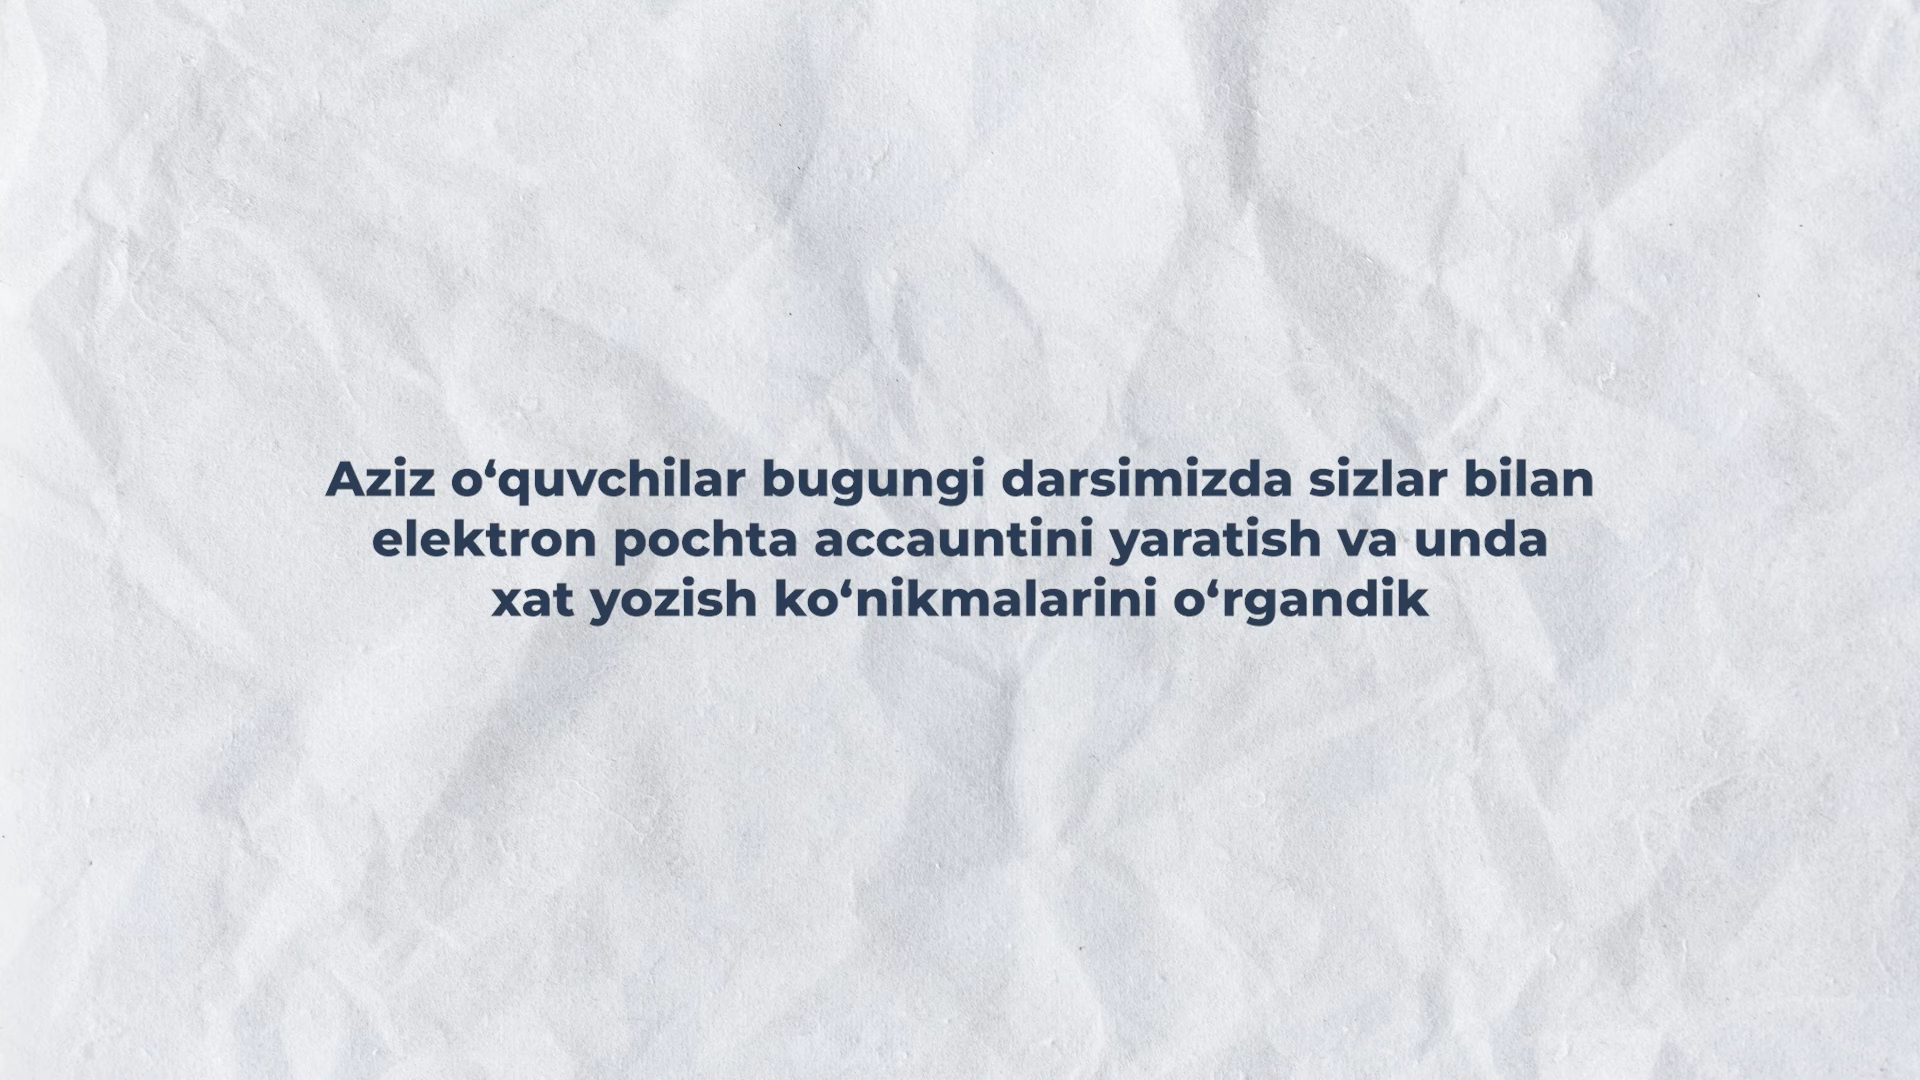 Aziz o‘quvchilar bugungi darsimizda sizlar bilan
elektron pochta accauntini yaratish va unda
xat yozish ko‘nikmalarini o‘rgandik